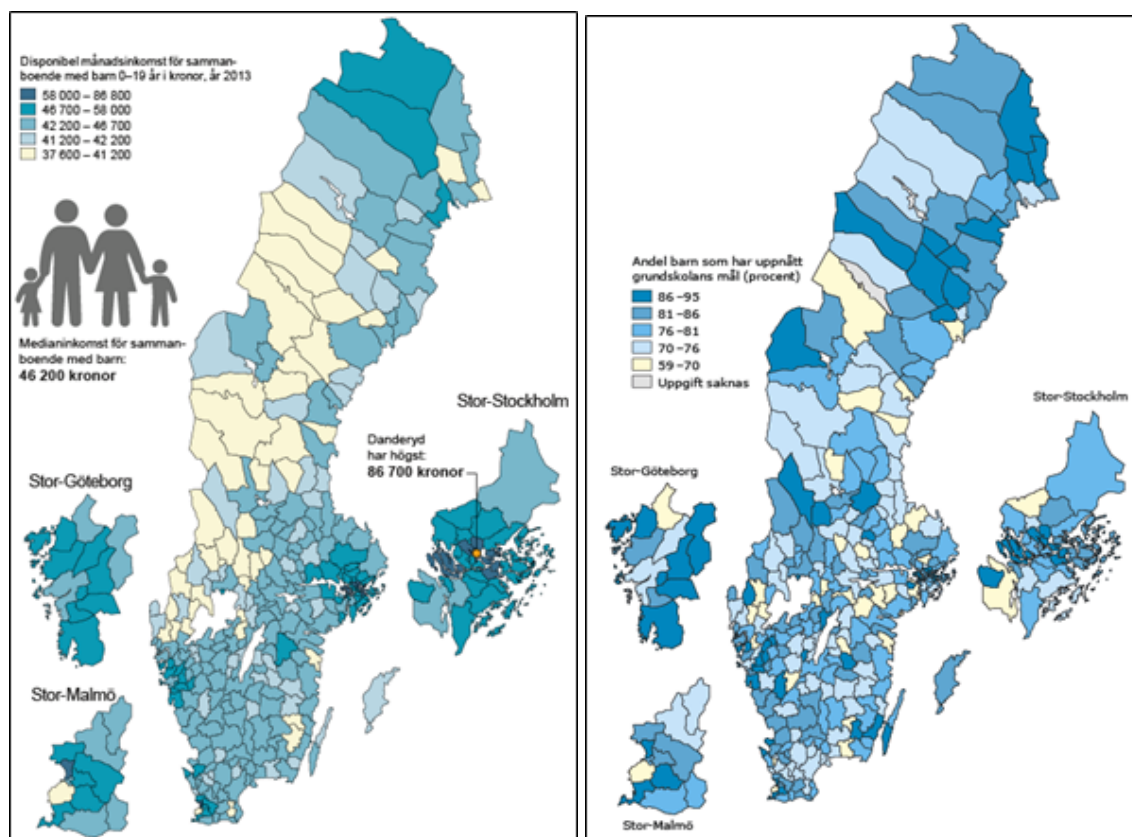 Disponibel månadsinkomst för samman-
boende med barn 0–19 år i kronor, år 2013
58 000 – 86 800
46 700 – 58 000
42 200 – 46 700
41 200 – 42 200
37 600 – 41 200
Medianinkomst för samman-
boende med barn:
46 200 kronor
Stor-Stockholm
Danderyd
har högst:
86 700 kronor
Stor-Göteborg
Stor-Malmö
Andel barn som har uppnått
grundskolans mål (procent)
86 –95
81 –86
76 –81
70 –76
59 –70
Uppgift saknas
Stor-Stockholm
Stor-Göteborg
Stor-Malmö